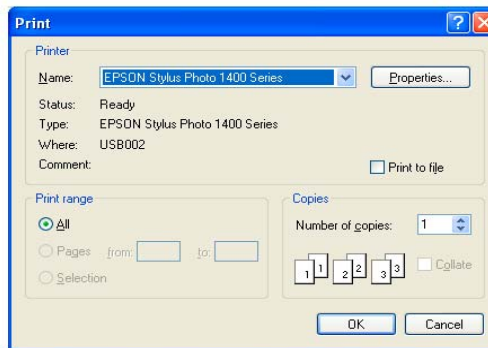 Print
Printer
Name: EPSON Stylus Photo 1400 Series Properties...
Status: Ready
Type: EPSON Stylus Photo 1400 Series
Where: USB002
Comment: Print to file
Print range
All
Pages from: to:
Selection
Copies
Number of copies: 1
1 1 2 2 3 3 Collate
OK Cancel